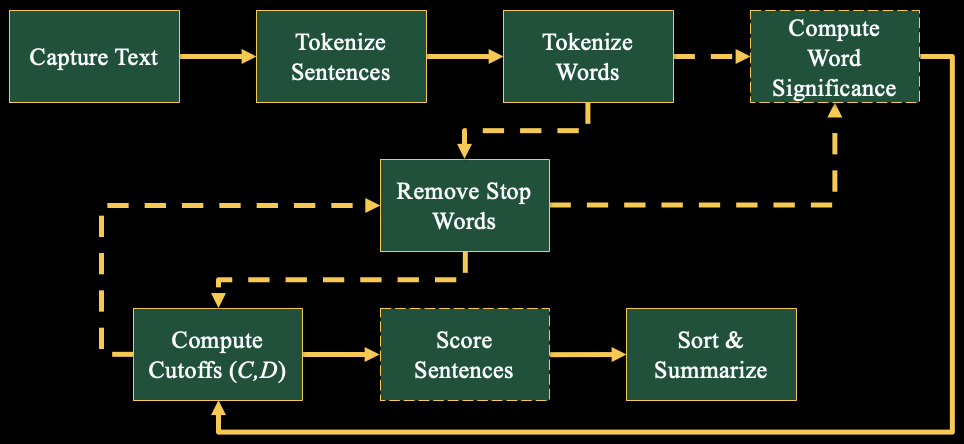 Capture Text
Tokenize
Sentences
Tokenize
Words
Compute
Word
Significance
Remove Stop
Words
Compute
Cutoffs (C,D)
Score
Sentences
Sort &
Summarize